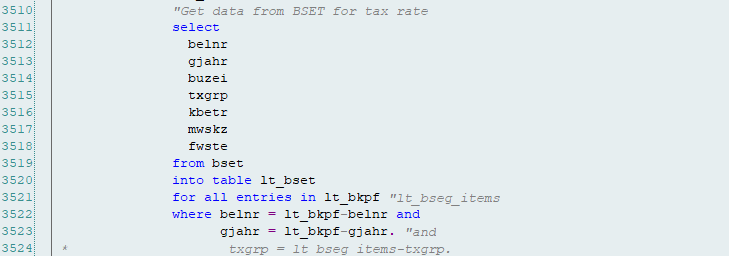 3510 "Get data from BSET for tax rate
3511 select
3512 belnr
3513 gjahr
3514 buzei
3515 txgrp
3516 kbetr
3517 mwskz
3518 fwste
3519 from bset
3520 into table lt_bset
3521 for all entries in lt_bkpf "lt_bseg_items
3522 where belnr = lt_bkpf-belnr and
3523 gjahr = lt_bkpf-gjahr. "and
3524 * txgrp = lt_bseg_items-txgrp.